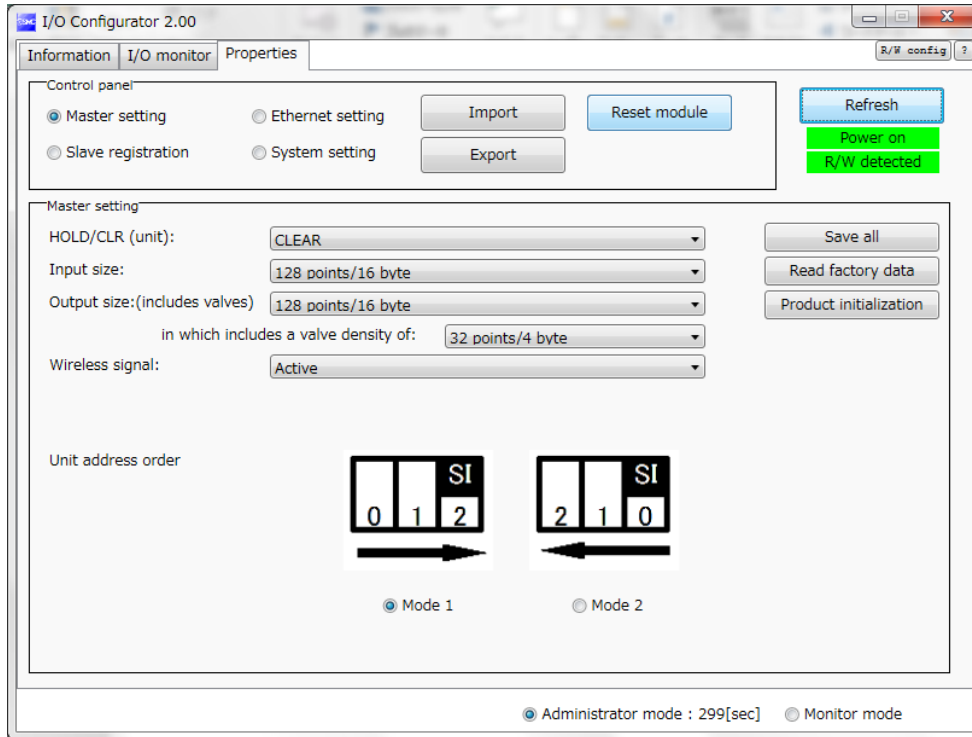 I/O Configurator 2.00
Information I/O monitor Properties R/W config ?
Control panel
Master setting Ethernet setting Import Reset module Refresh
Slave registration System setting Export Power on
R/W detected
Master setting
HOLD/CLR (unit): CLEAR Save all
Input size: 128 points/16 byte Read factory data
Output size:(includes valves) 128 points/16 byte Product initialization
in which includes a valve density of: 32 points/4 byte
Wireless signal: Active
Unit address order
SI SI
0 1 2 2 1 0
Mode 1 Mode 2
Administrator mode : 299[sec] Monitor mode